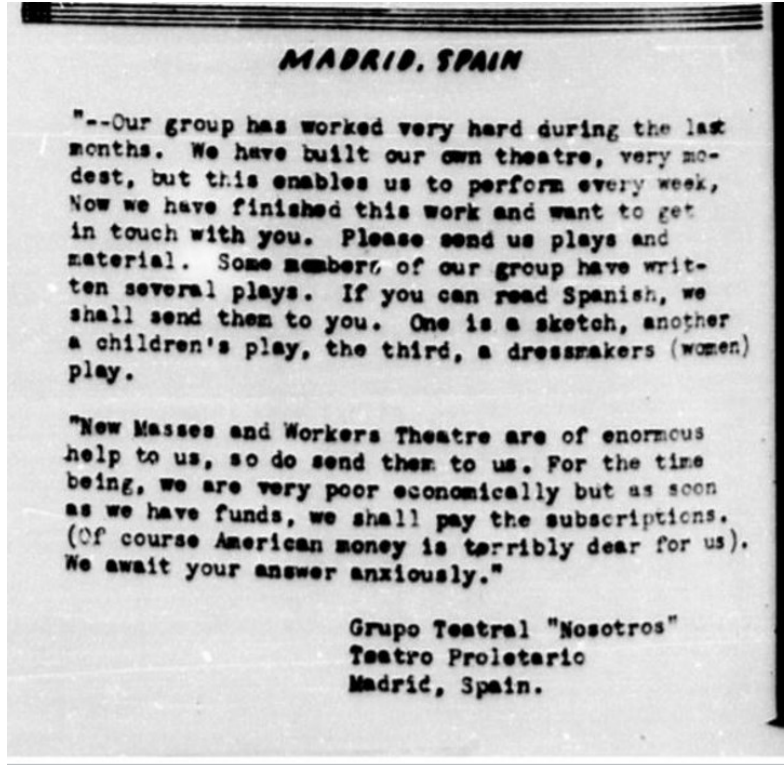 MADRID, SPAIN
"--Our group has worked very hard during the last
months. We have built our own theatre, very mo-
dest, but this enables us to perform every week,
Now we have finished this work and want to get
in touch with you. Please send us plays and
material. Some members of our group have writ-
ten several plays. If you can read Spanish, we
shall send them to you. One is a sketch, another
a children's play, the third, a dressmakers (women)
play.
"New Masses and Workers Theatre are of enormous
help to us, so do send them to us. For the time
being, we are very poor economically but as soon
as we have funds, we shall pay the subscriptions.
(Of course American money is terribly dear for us).
We await your answer anxiously."
Grupo Teatral "Nosotros"
Teatro Proletario
Madrid, Spain.